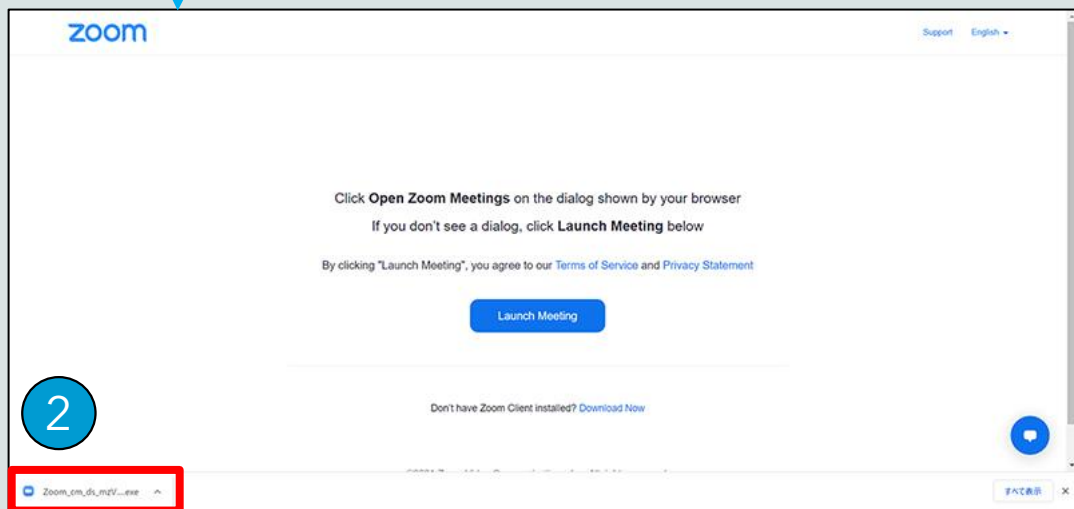 zoom
Support English
Click Open Zoom Meetings on the dialog shown by your browser
If you don't see a dialog, click Launch Meeting below
By clicking "Launch Meeting", you agree to our Terms of Service and Privacy Statement
Launch Meeting
Don't have Zoom Client installed? Download Now
2
Zoom_cm_ds_mzV....exe
すべて表示